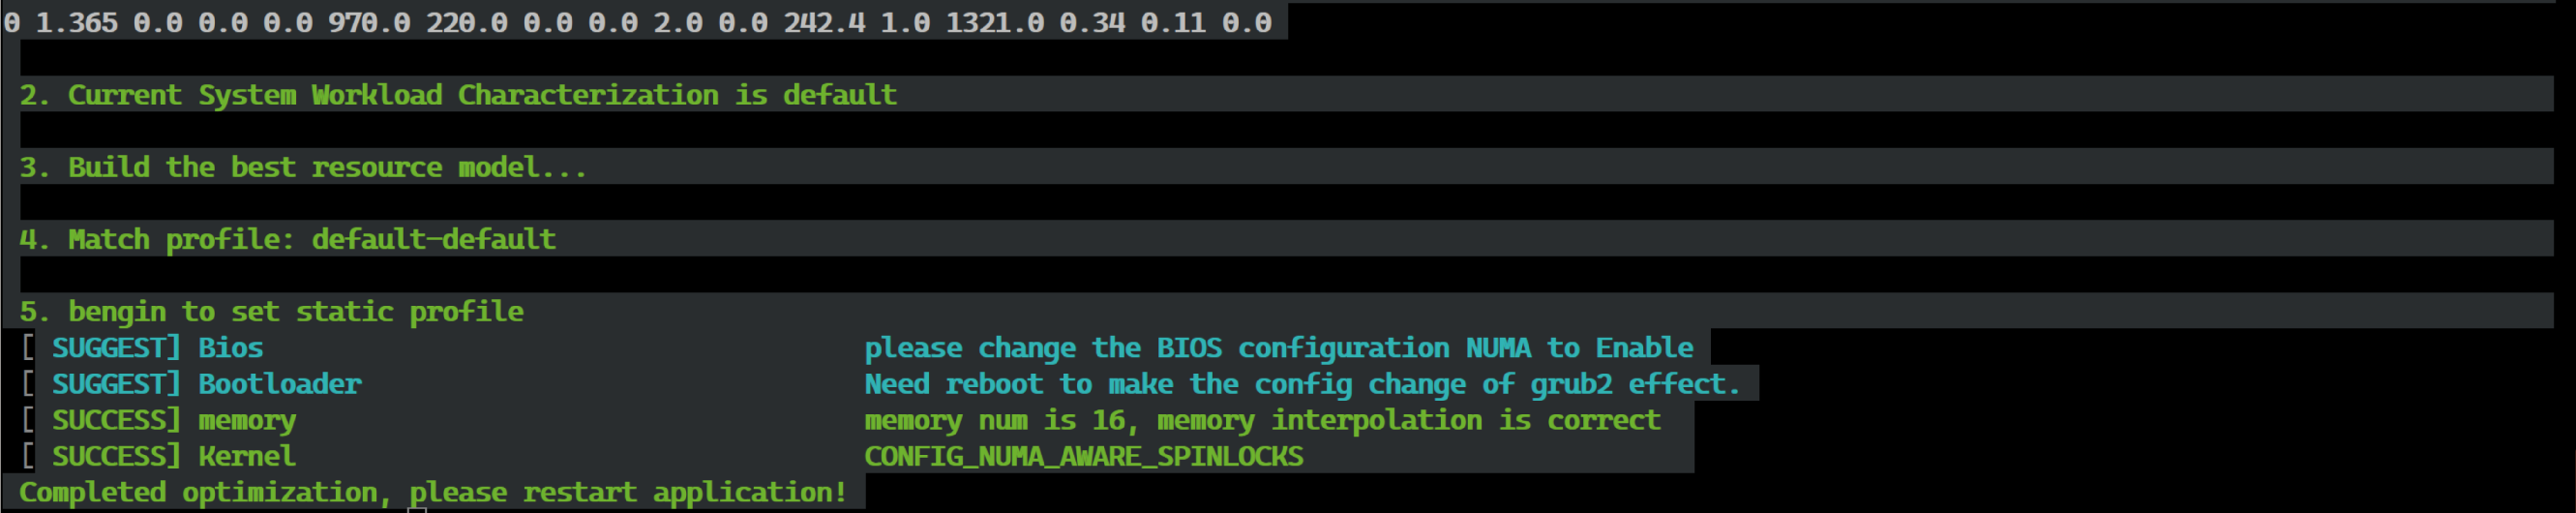 0 1.365 0.0 0.0 0.0 970.0 220.0 0.0 0.0 2.0 0.0 242.4 1.0 1321.0 0.34 0.11 0.0
2. Current System Workload Characterization is default
3. Build the best resource model...
4. Match profile: default-default
5. bengin to set static profile
[ SUGGEST] Bios please change the BIOS configuration NUMA to Enable
[ SUGGEST] Bootloader Need reboot to make the config change of grub2 effect.
[ SUCCESS] memory memory num is 16, memory interpolation is correct
[ SUCCESS] Kernel CONFIG_NUMA_AWARE_SPINLOCKS
Completed optimization, please restart application!